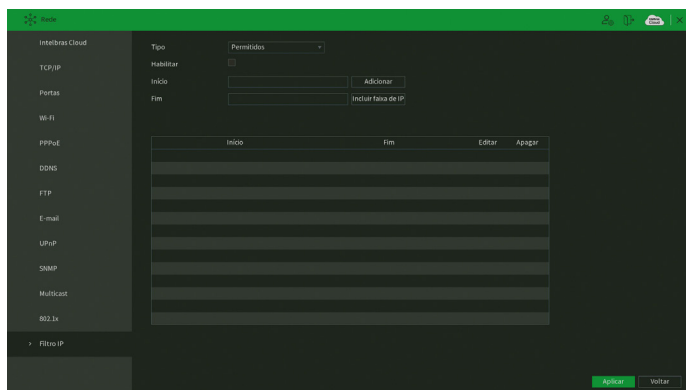 Rede
Intelbras Cloud
TCP/IP
Portas
Wi-Fi
PPPoE
DDNS
FTP
E-mail
UPnP
SNMP
Multicast
802.1x
> Filtro IP
Tipo Permitidos
Habilitar
Início Adicionar
Fim Incluir faixa de IP
Início Fim Editar Apagar
Aplicar Voltar